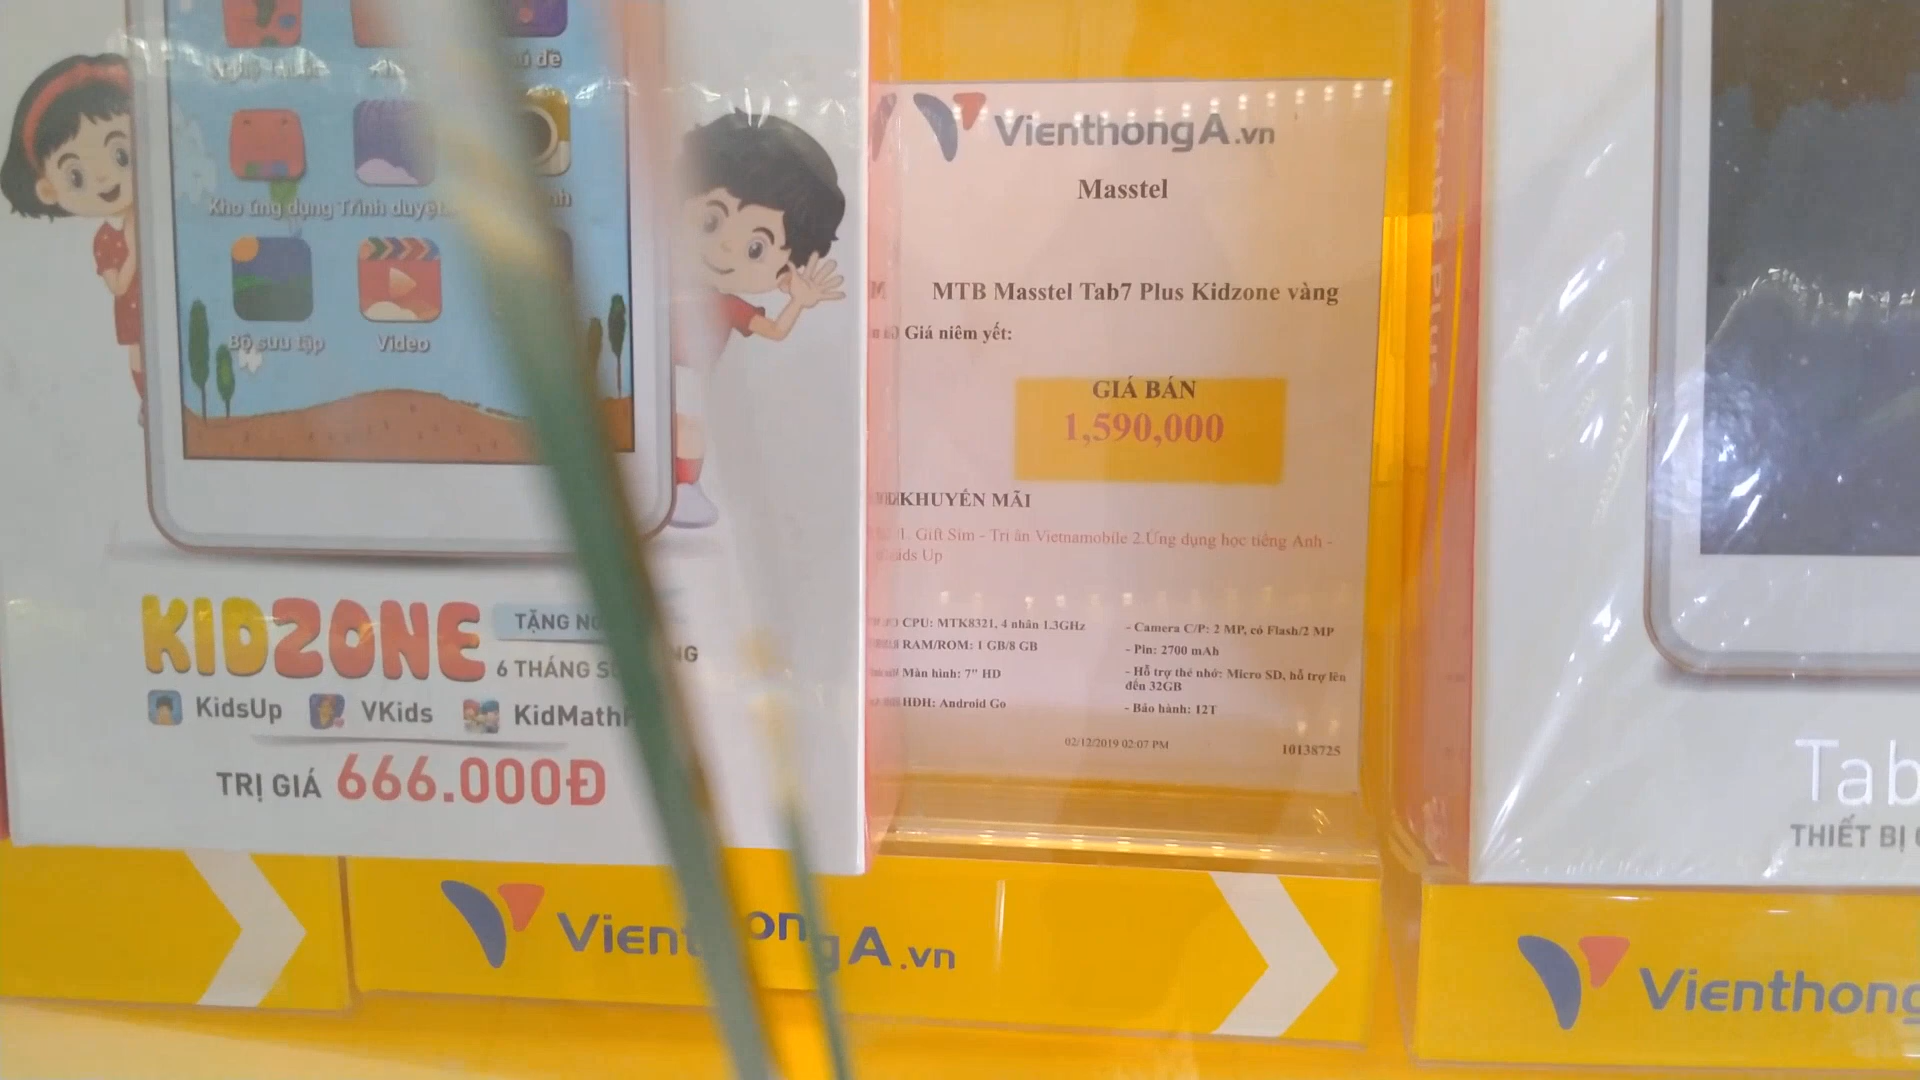 Kho ứng dụng Trình duyệt
Bộ sưu tập Video
KIDZONE
TẶNG
6 THÁNG
KidsUp VKids
TRỊ GIÁ 666.000Đ
VienthongA.vn
Masstel
MTB Masstel Tab7 Plus Kidzone vàng
Giá niêm yết:
GIÁ BÁN
1,590,000
KHUYẾN MÃI
1. Gift Sim - Tri ân Vietnamobile 2.Ứng dụng học tiếng Anh -
Kids Up
CPU: MTK8321, 4 nhân 1.3GHz
RAM/ROM: 1 GB/8 GB
Màn hình: 7" HD
HĐH: Android Go
- Camera C/P: 2 MP, có Flash/2 MP
- Pin: 2700 mAh
- Hỗ trợ thẻ nhớ: Micro SD, hỗ trợ lên
đến 32GB
- Bảo hành: 12T
02/12/2019 02:07 PM
10138725
Tab
THIẾT BỊ
VienthongA.vn
Vienthong